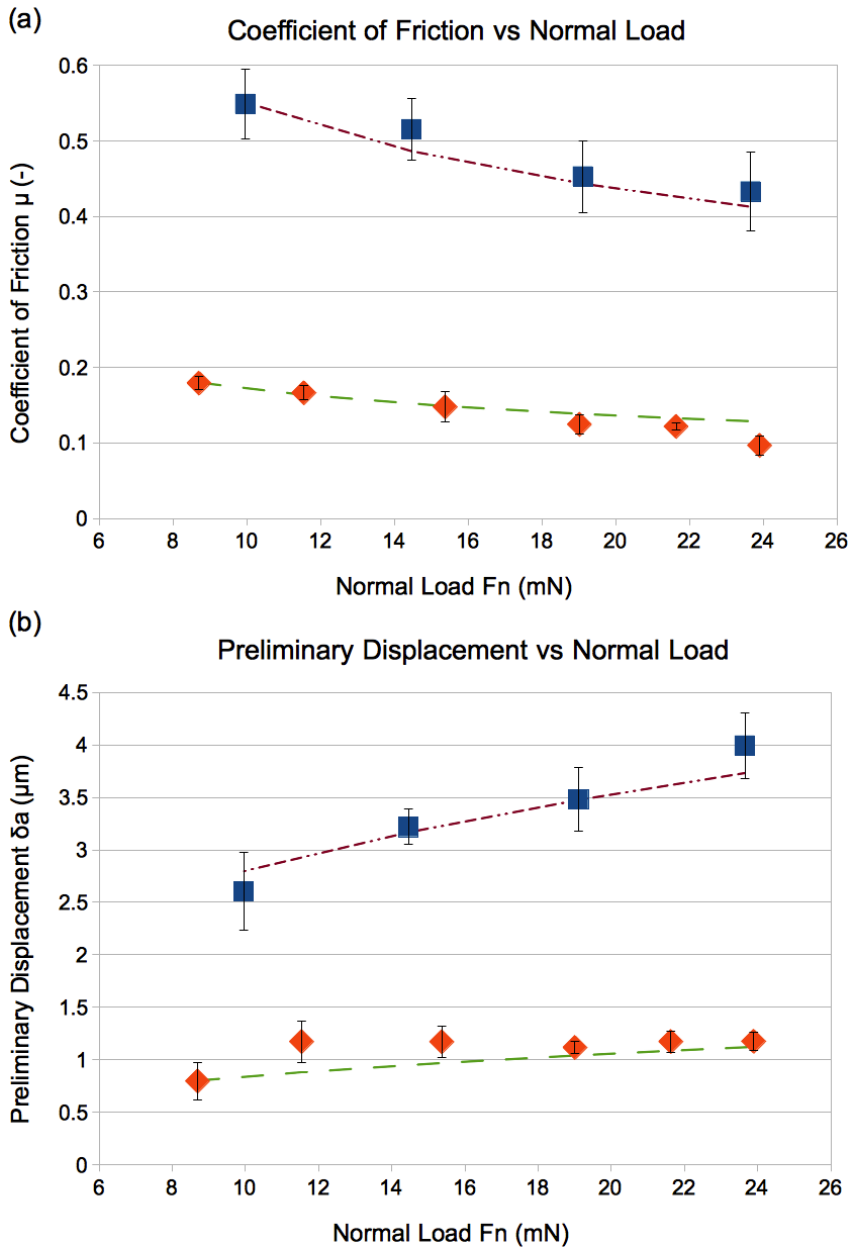 (a)
Coefficient of Friction vs Normal Load
Coefficient of Friction μ (-)
0.6
0.5
0.4
0.3
0.2
0.1
0
6 8 10 12 14 16 18 20 22 24 26
Normal Load Fn (mN)
(b)
Preliminary Displacement vs Normal Load
Preliminary Displacement δa (μm)
4.5
4
3.5
3
2.5
2
1.5
1
0.5
0
6 8 10 12 14 16 18 20 22 24 26
Normal Load Fn (mN)